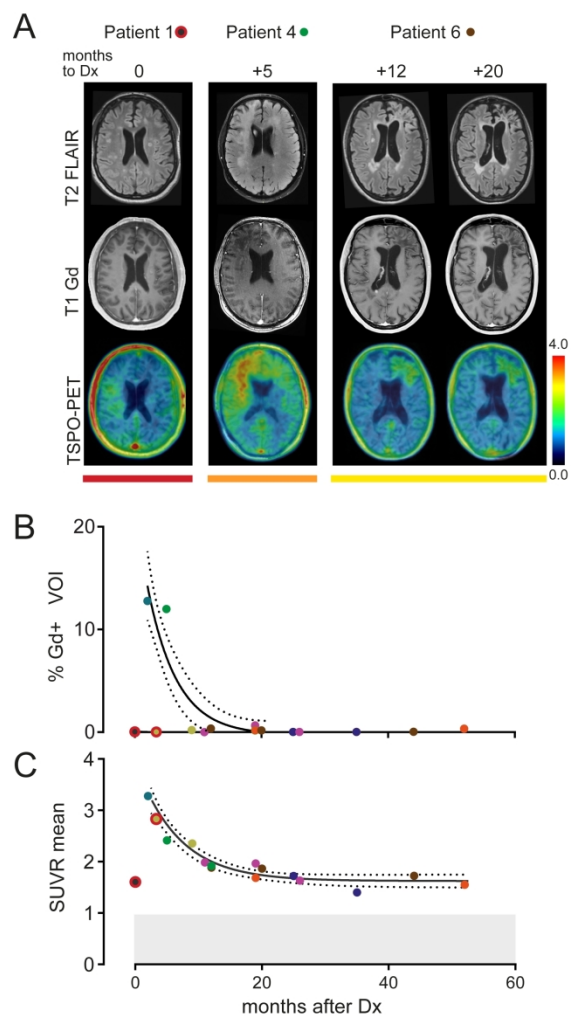 A
Patient 1 Patient 4 Patient 6
months
to Dx 0 +5 +12 +20
T2 FLAIR
T1 Gd
TSPO-PET
4.0
0.0
B
20
10
0
% Gd+ VOI
C
4
3
2
1
0
SUVR mean
0 20 40 60
months after Dx